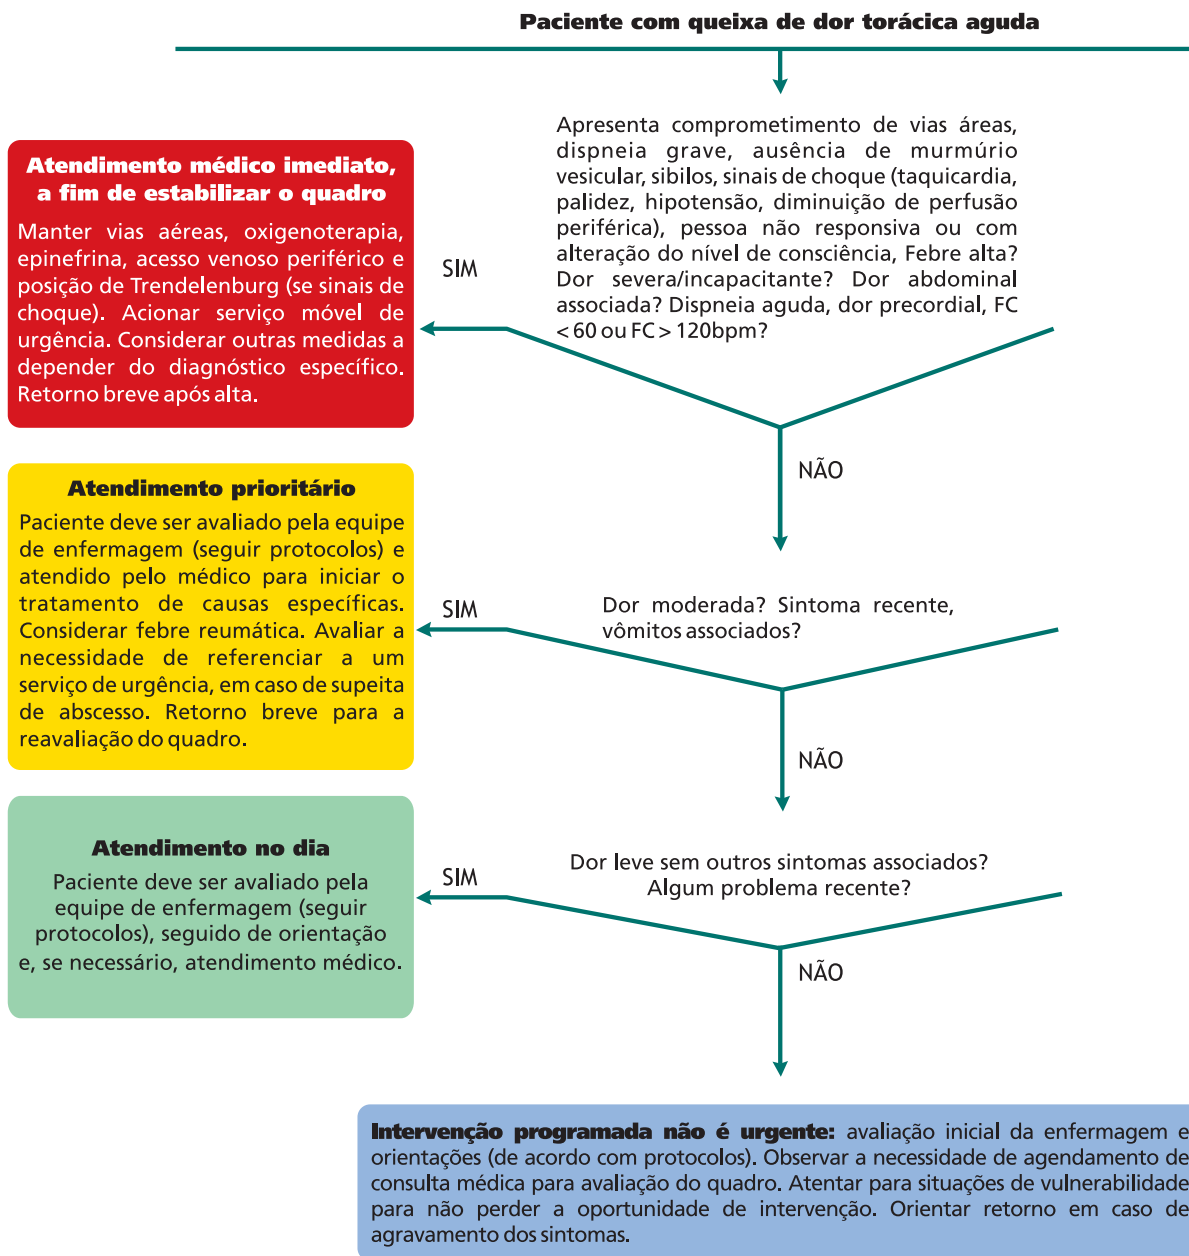 Paciente com queixa de dor torácica aguda
Apresenta comprometimento de vias áreas,
dispneia grave, ausência de murmúrio
vesicular, sibilos, sinais de choque (taquicardia,
palidez, hipotensão, diminuição de perfusão
periférica), pessoa não responsiva ou com
alteração do nível de consciência, Febre alta?
Dor severa/incapacitante? Dor abdominal
associada? Dispneia aguda, dor precordial, FC
< 60 ou FC > 120bpm?
SIM
Atendimento médico imediato,
a fim de estabilizar o quadro
Manter vias aéreas, oxigenoterapia,
epinefrina, acesso venoso periférico e
posição de Trendelenburg (se sinais de
choque). Acionar serviço móvel de
urgência. Considerar outras medidas a
depender do diagnóstico específico.
Retorno breve após alta.
NÃO
Dor moderada? Sintoma recente,
vômitos associados?
SIM
Atendimento prioritário
Paciente deve ser avaliado pela equipe
de enfermagem (seguir protocolos) e
atendido pelo médico para iniciar o
tratamento de causas específicas.
Considerar febre reumática. Avaliar a
necessidade de referenciar a um
serviço de urgência, em caso de supeita
de abscesso. Retorno breve para a
reavaliação do quadro.
NÃO
Dor leve sem outros sintomas associados?
Algum problema recente?
SIM
Atendimento no dia
Paciente deve ser avaliado pela
equipe de enfermagem (seguir
protocolos), seguido de orientação
e, se necessário, atendimento médico.
NÃO
Intervenção programada não é urgente: avaliação inicial da enfermagem e
orientações (de acordo com protocolos). Observar a necessidade de agendamento de
consulta médica para avaliação do quadro. Atentar para situações de vulnerabilidade
para não perder a oportunidade de intervenção. Orientar retorno em caso de
agravamento dos sintomas.